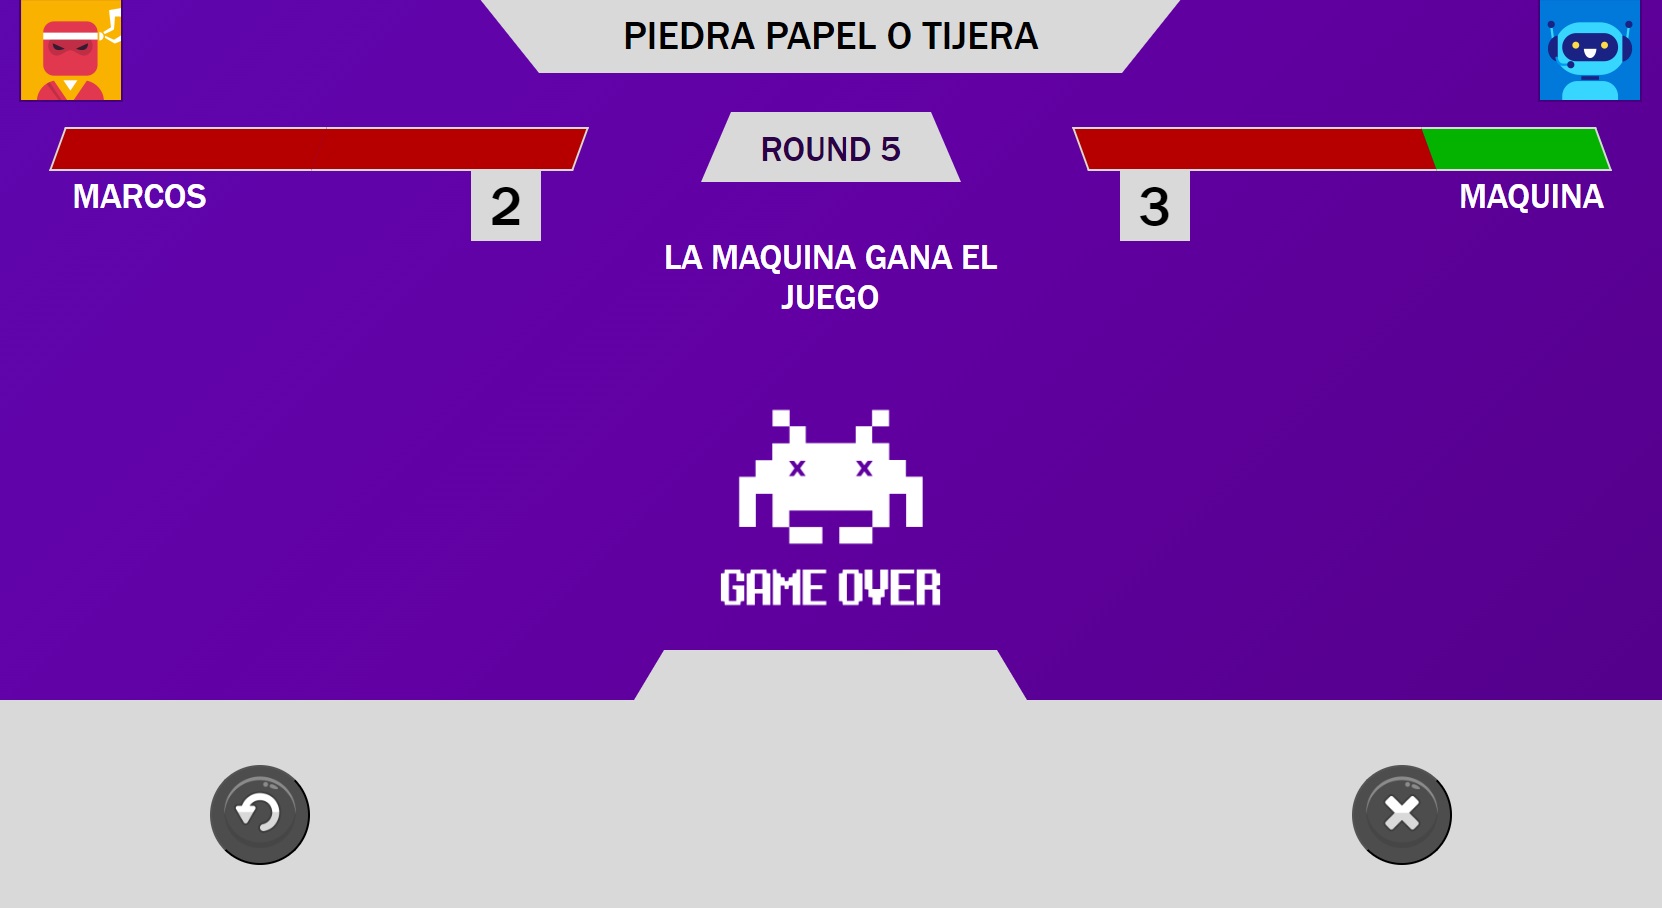 PIEDRA PAPEL O TIJERA
ROUND 5
MARCOS
2
3
MAQUINA
LA MAQUINA GANA EL
JUEGO
x x
GAME OVER